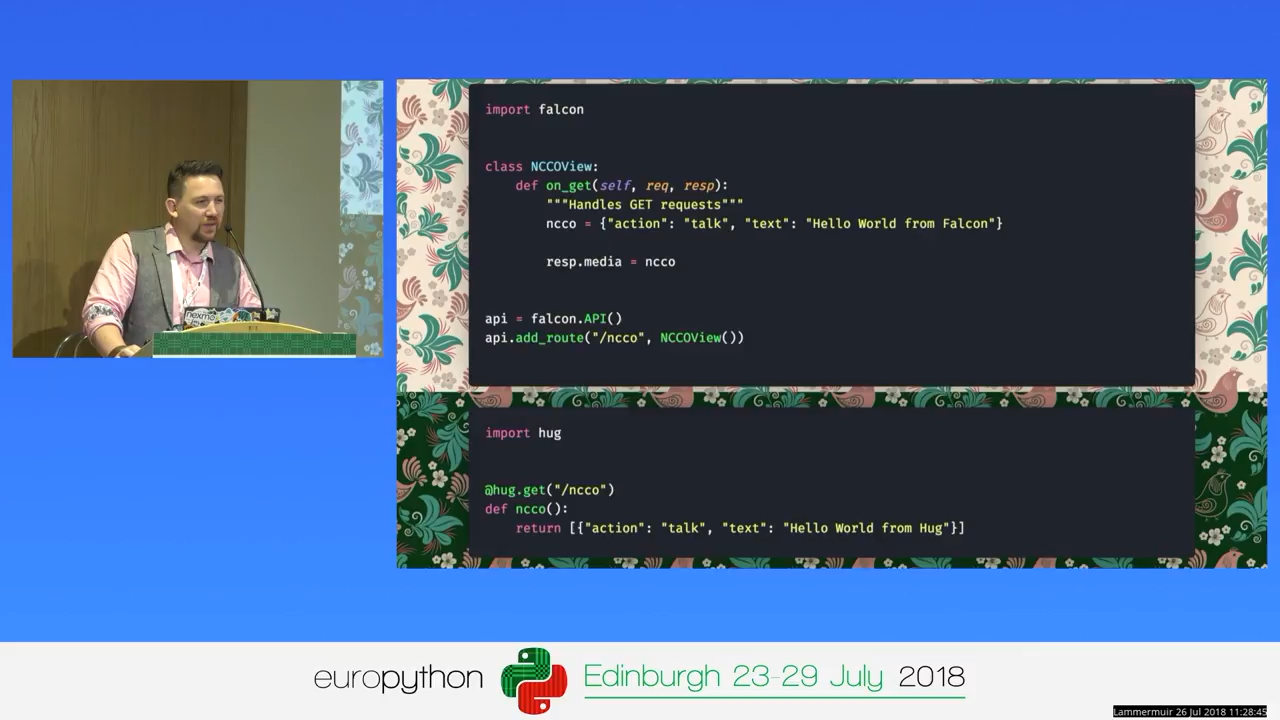 import falcon
class NCCOView:
def on_get(self, req, resp):
"""Handles GET requests"""
ncco = {"action": "talk", "text": "Hello World from Falcon"}
resp.media = ncco
api = falcon.API()
api.add_route("/ncco", NCCOView())
import hug
@hug.get("/ncco")
def ncco():
return [{"action": "talk", "text": "Hello World from Hug"}]
nexmo
europython Edinburgh 23-29 July 2018
Lammermuir 26 Jul 2018 11:28:45